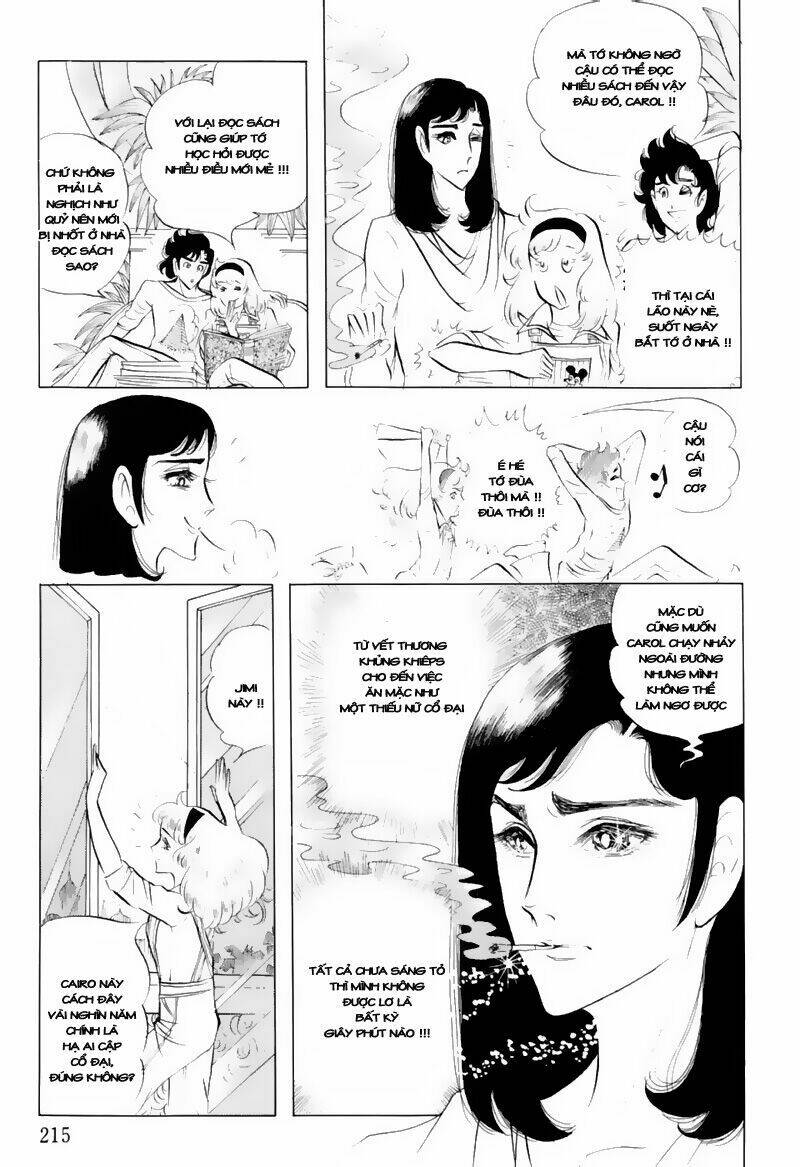 MÀ TỚ KHÔNG NGỜ
CẬU CÓ THỂ ĐỌC
NHIỀU SÁCH ĐẾN VẬY
ĐÂU ĐÓ, CAROL !!
THÌ TẠI CÁI
LÃO NÀY NÈ,
SUỐT NGÀY
BẮT TỚ Ở NHÀ !!
VỚI LẠI ĐỌC SÁCH
CŨNG GIÚP TỚ
HỌC HỎI ĐƯỢC
NHIỀU ĐIỀU MỚI MẺ !!!
CHỨ KHÔNG
PHẢI LÀ
NGHỊCH NHƯ
QUỶ NÊN MỚI
BỊ NHỐT Ở NHÀ
ĐỌC SÁCH
SAO?
CẬU
NÓI
CÁI
GÌ
CƠ?
É HÉ
TỚ ĐÙA
THÔI MÀ !!
ĐÙA THÔI !!
MẶC DÙ
CŨNG MUỐN
CAROL CHẠY NHẢY
NGOÀI ĐƯỜNG
NHƯNG MÌNH
KHÔNG THỂ
LÀM NGƠ ĐƯỢC
TỪ VẾT THƯƠNG
KHỦNG KHIẾPS
CHO ĐẾN VIỆC
ĂN MẶC NHƯ
MỘT THIẾU NỮ CỔ ĐẠI
TẤT CẢ CHƯA SÁNG TỎ
THÌ MÌNH KHÔNG
ĐƯỢC LƠ LÀ
BẤT KỲ
GIÂY PHÚT NÀO !!!
JIMI
NÀY !!
CAIRO NÀY
CÁCH ĐÂY
VÀI NGHÌN NĂM
CHÍNH LÀ
HẠ AI CẬP
CỔ ĐẠI,
ĐÚNG KHÔNG?
215